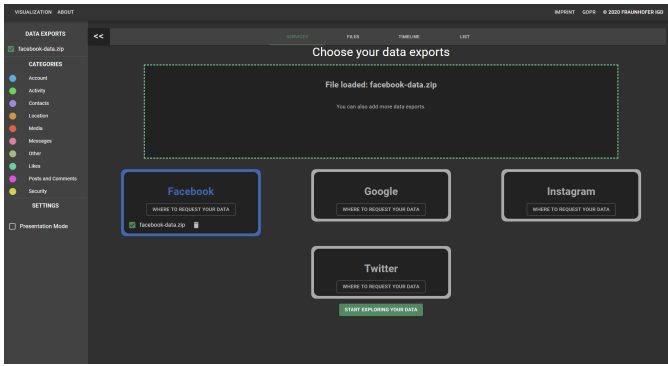 VISUALIZATION ABOUT
IMPRINT GDPR © 2020 FRAUNHOFER IGD
DATA EXPORTS
facebook-data.zip
CATEGORIES
Account
Activity
Contacts
Location
Media
Messages
Other
Likes
Posts and Comments
Security
SETTINGS
Presentation Mode
<<
SERVICES FILES TIMELINE LIST
Choose your data exports
File loaded: facebook-data.zip
You can also add more data exports.
Facebook
WHERE TO REQUEST YOUR DATA
facebook-data.zip
Google
WHERE TO REQUEST YOUR DATA
Instagram
WHERE TO REQUEST YOUR DATA
Twitter
WHERE TO REQUEST YOUR DATA
START EXPLORING YOUR DATA